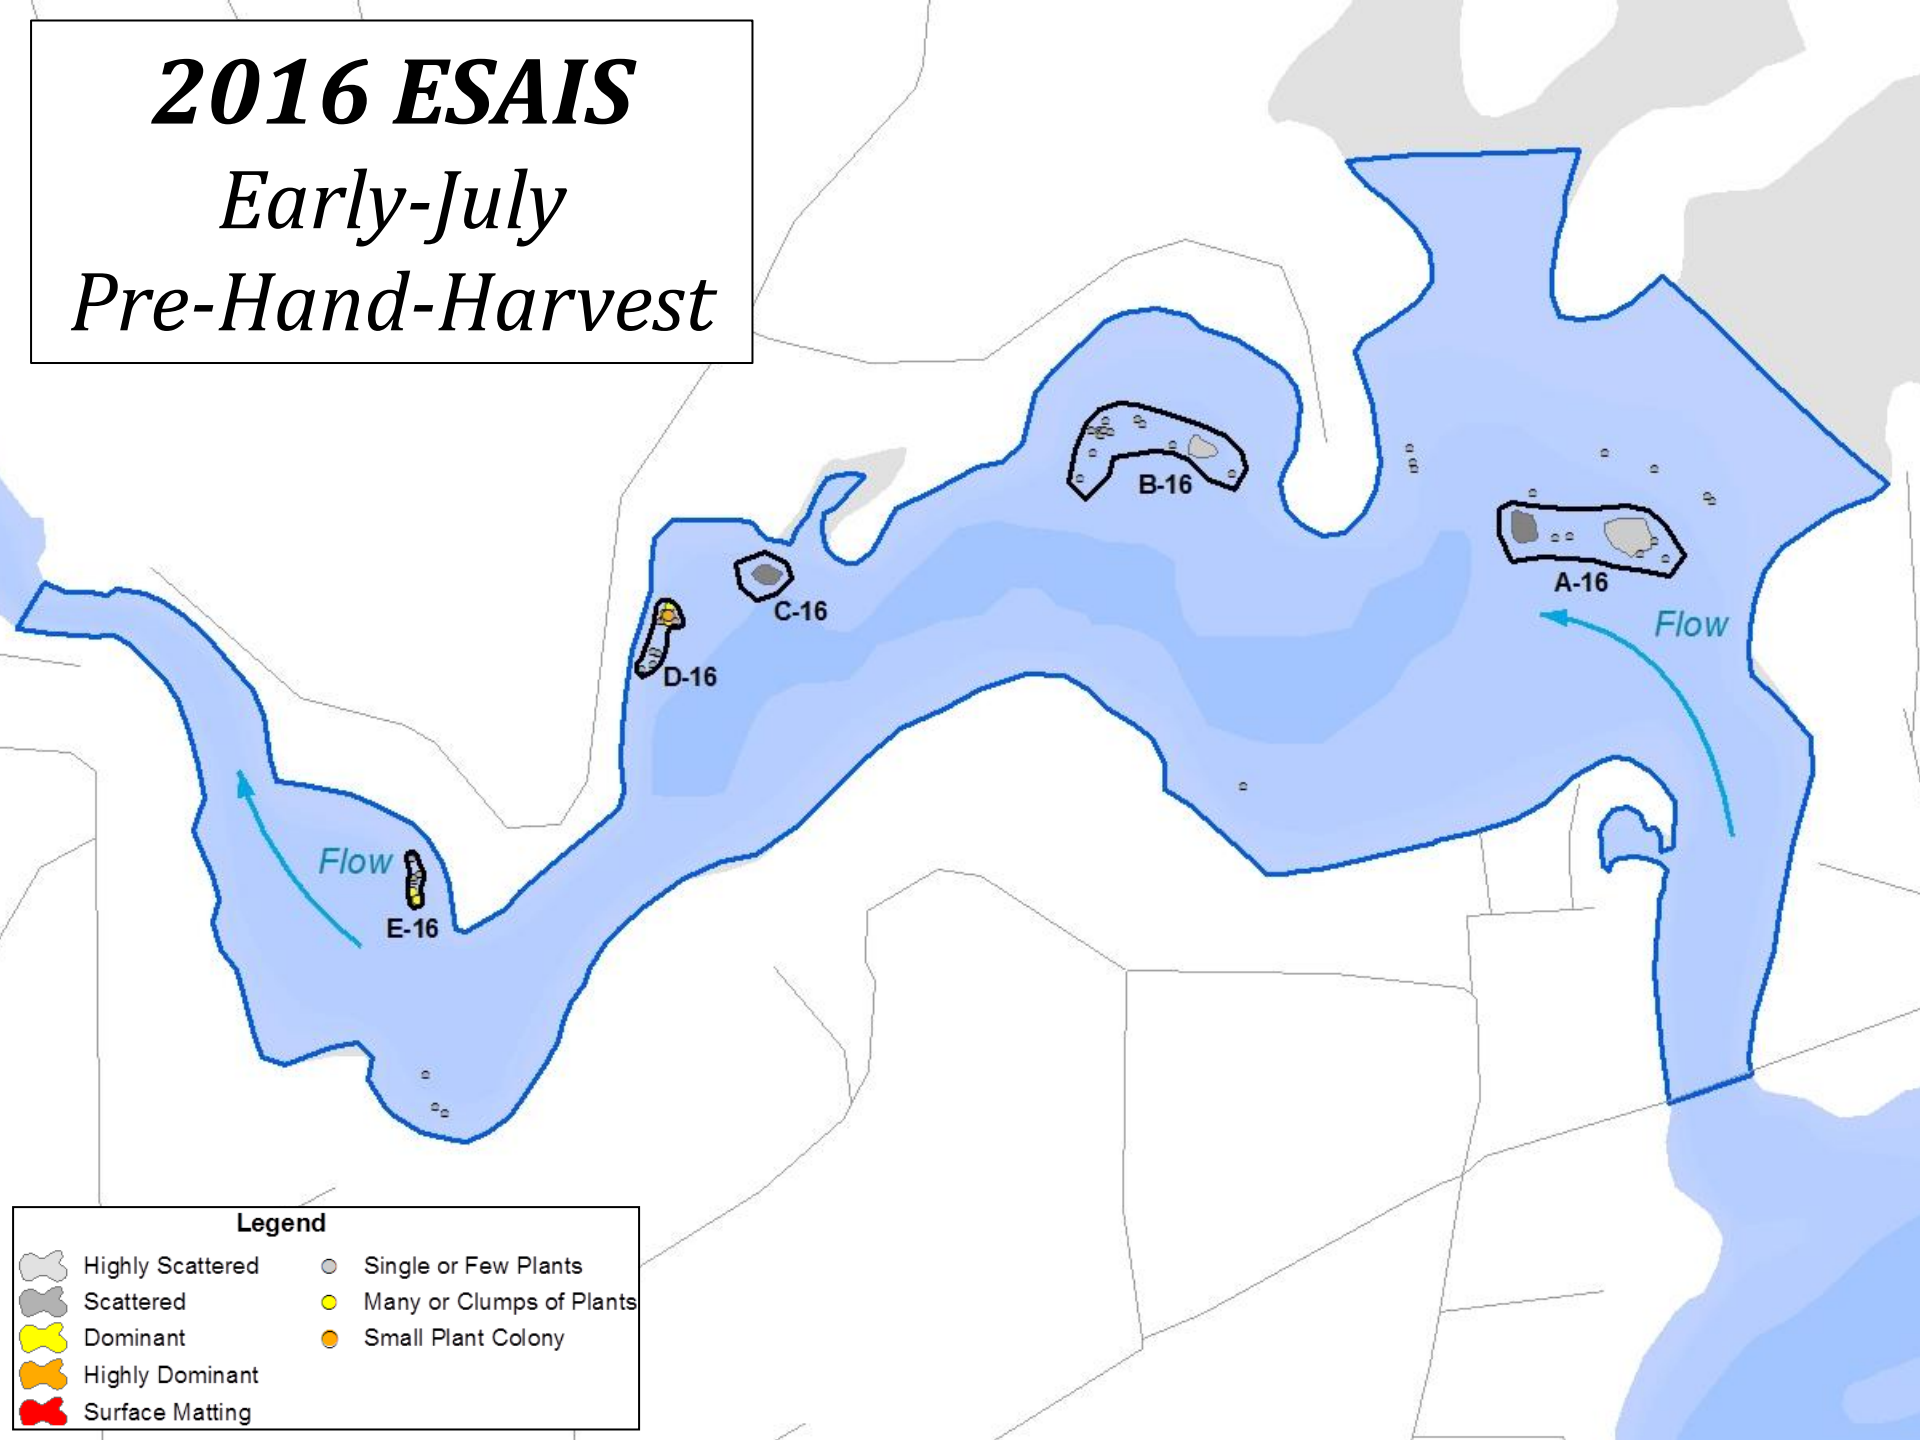 2016 ESAIS
Early-July
Pre-Hand-Harvest
B-16
A-16
Flow
C-16
D-16
Flow
E-16
Legend
Highly Scattered
Scattered
Dominant
Highly Dominant
Surface Matting
Single or Few Plants
Many or Clumps of Plants
Small Plant Colony